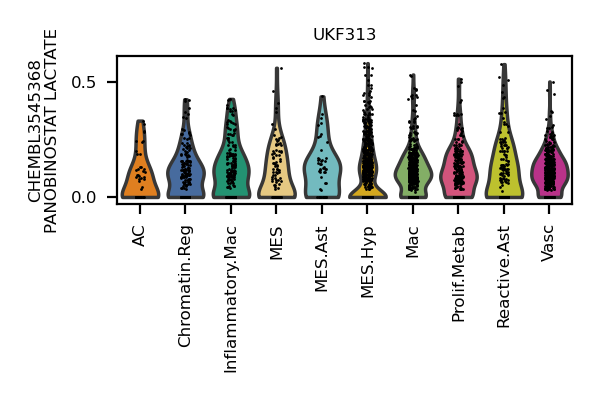 UKF313
CHEMBL3545368
PANOBINOSTAT LACTATE
0.5
0.0
AC
Chromatin.Reg
Inflammatory.Mac
MES
MES.Ast
MES.Hyp
Mac
Prolif.Metab
Reactive.Ast
Vasc